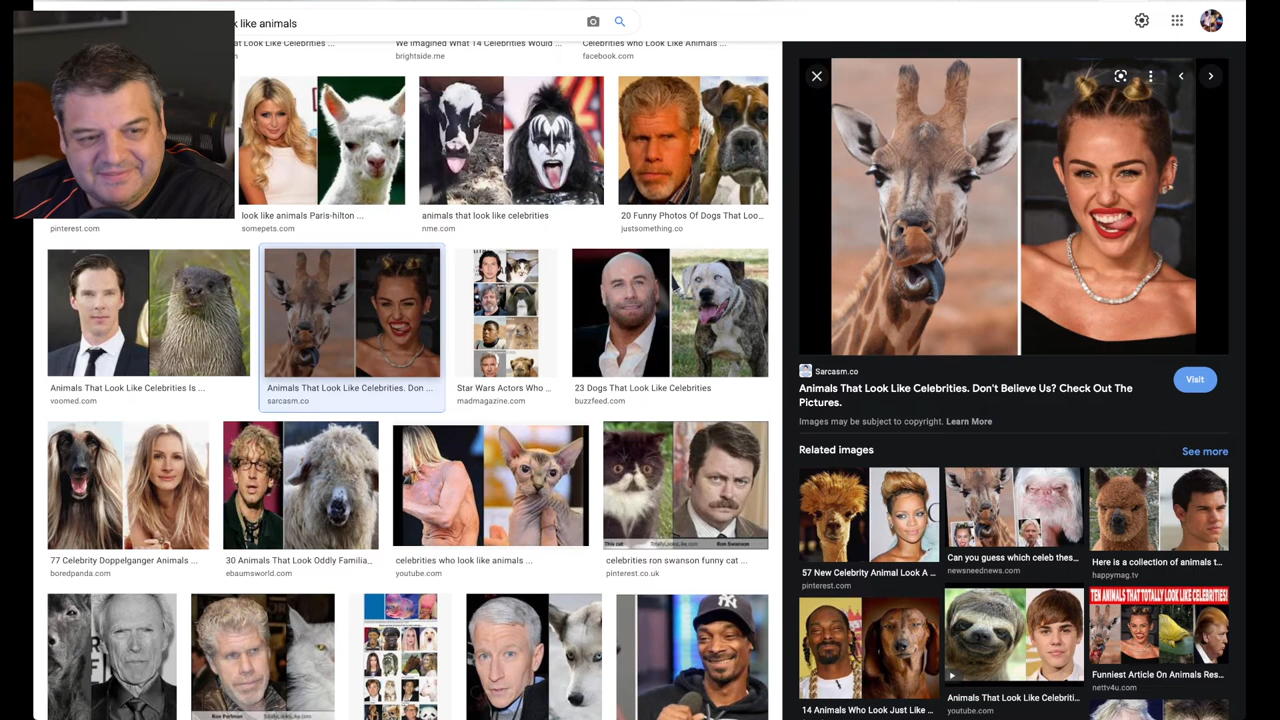 k like animals
at Look Like Celebrities ...
We Imagined What 14 Celebrities Would ...
Celebrities who Look Like Animals ...
brightside.me
facebook.com
look like animals Paris-hilton ...
animals that look like celebrities
20 Funny Photos Of Dogs That Loo...
pinterest.com
somepets.com
nme.com
justsomething.co
Animals That Look Like Celebrities Is ...
Animals That Look Like Celebrities. Don ...
Star Wars Actors Who ...
23 Dogs That Look Like Celebrities
voomed.com
sarcasm.co
madmagazine.com
buzzfeed.com
This cat
TotallyLooksLike.com
Ron Swanson
77 Celebrity Doppelganger Animals ...
30 Animals That Look Oddly Familia...
celebrities who look like animals ...
celebrities ron swanson funny cat ...
boredpanda.com
ebaumsworld.com
youtube.com
pinterest.co.uk
Ron Perlman
Sarcasm.co
Animals That Look Like Celebrities. Don't Believe Us? Check Out The
Pictures.
Visit
Images may be subject to copyright. Learn More
Related images
See more
57 New Celebrity Animal Look A ...
pinterest.com
Can you guess which celeb thes...
newsneednews.com
Here is a collection of animals t...
happymag.tv
TEN ANIMALS THAT TOTALLY LOOK LIKE CELEBRITIES!
14 Animals Who Look Just Like ...
Animals That Look Like Celebriti...
youtube.com
Funniest Article On Animals Res...
nettv4u.com